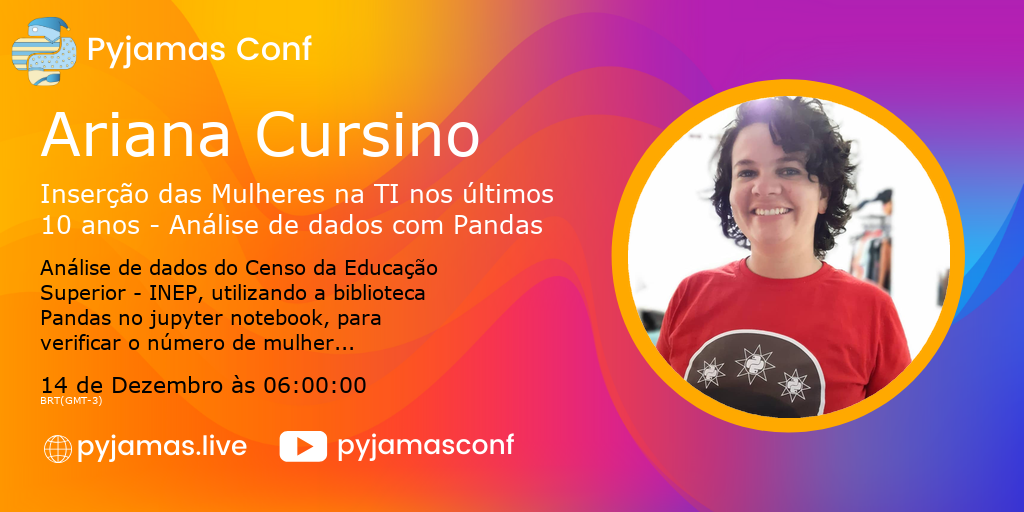 Pyjamas Conf
Ariana Cursino
Inserção das Mulheres na TI nos últimos
10 anos - Análise de dados com Pandas
Análise de dados do Censo da Educação
Superior - INEP, utilizando a biblioteca
Pandas no jupyter notebook, para
verificar o número de mulher...
14 de Dezembro às 06:00:00
BRT(GMT-3)
pyjamas.live
pyjamasconf